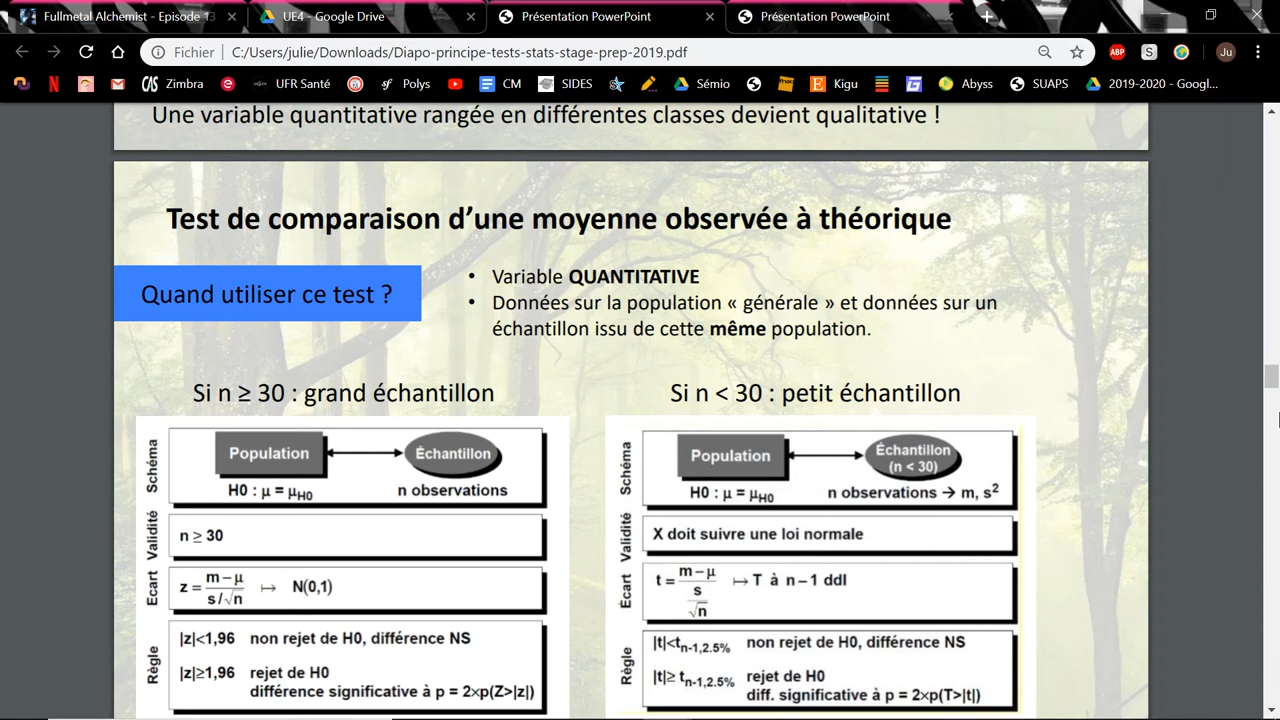 Fullmetal Alchemist - Episode 13
UE4 - Google Drive
Présentation PowerPoint
Présentation PowerPoint
Fichier C:/Users/julie/Downloads/Diapo-principe-tests-stats-stage-prep-2019.pdf
ABP
S
Ju
CAS Zimbra
UFR Santé
Polys
CM
SIDES
Sémio
Kigu
Abyss
SUAPS
2019-2020 - Googl...
Une variable quantitative rangée en différentes classes devient qualitative !
Test de comparaison d’une moyenne observée à théorique
Quand utiliser ce test ?
• Variable QUANTITATIVE
• Données sur la population « générale » et données sur un
échantillon issu de cette même population.
Si n ≥ 30 : grand échantillon
Schéma
Population
Échantillon
H0 : μ = μH0
n observations
Validité
n ≥ 30
Ecart
z = (m – μ) / (s/√n) ↦ N(0,1)
Règle
|z|<1,96 non rejet de H0, différence NS
|z|≥1,96 rejet de H0
différence significative à p = 2×p(Z>|z|)
Si n < 30 : petit échantillon
Schéma
Population
Échantillon
(n < 30)
H0 : μ = μH0
n observations → m, s²
Validité
X doit suivre une loi normale
Écart
t = (m – μ) / (s/√n) ↦ T à n – 1 ddl
Règle
|t|<tn-1,2.5% non rejet de H0, différence NS
|t|≥ tn-1,2.5% rejet de H0
diff. significative à p = 2×p(T>|t|)